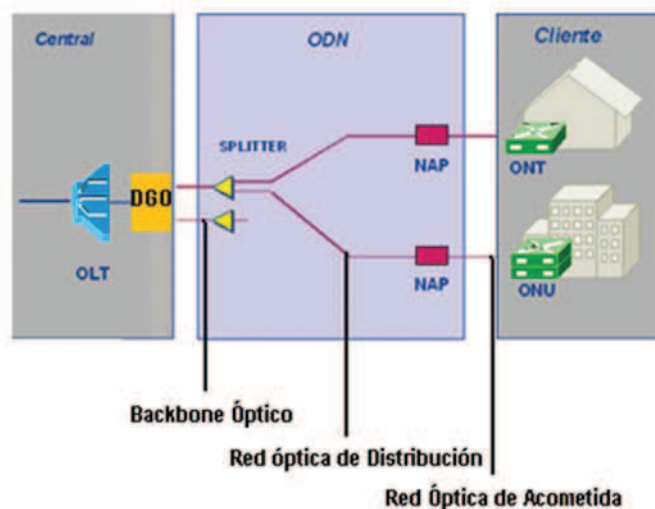 Central
ODN
Cliente
SPLITTER
NAP
ONT
DGO
OLT
NAP
ONU
Backbone Óptico
Red óptica de Distribución
Red Óptica de Acometida